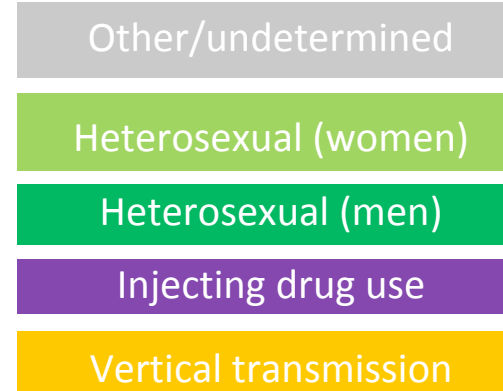 Other/undetermined
Heterosexual (women)
Heterosexual (men)
Injecting drug use
Vertical transmission